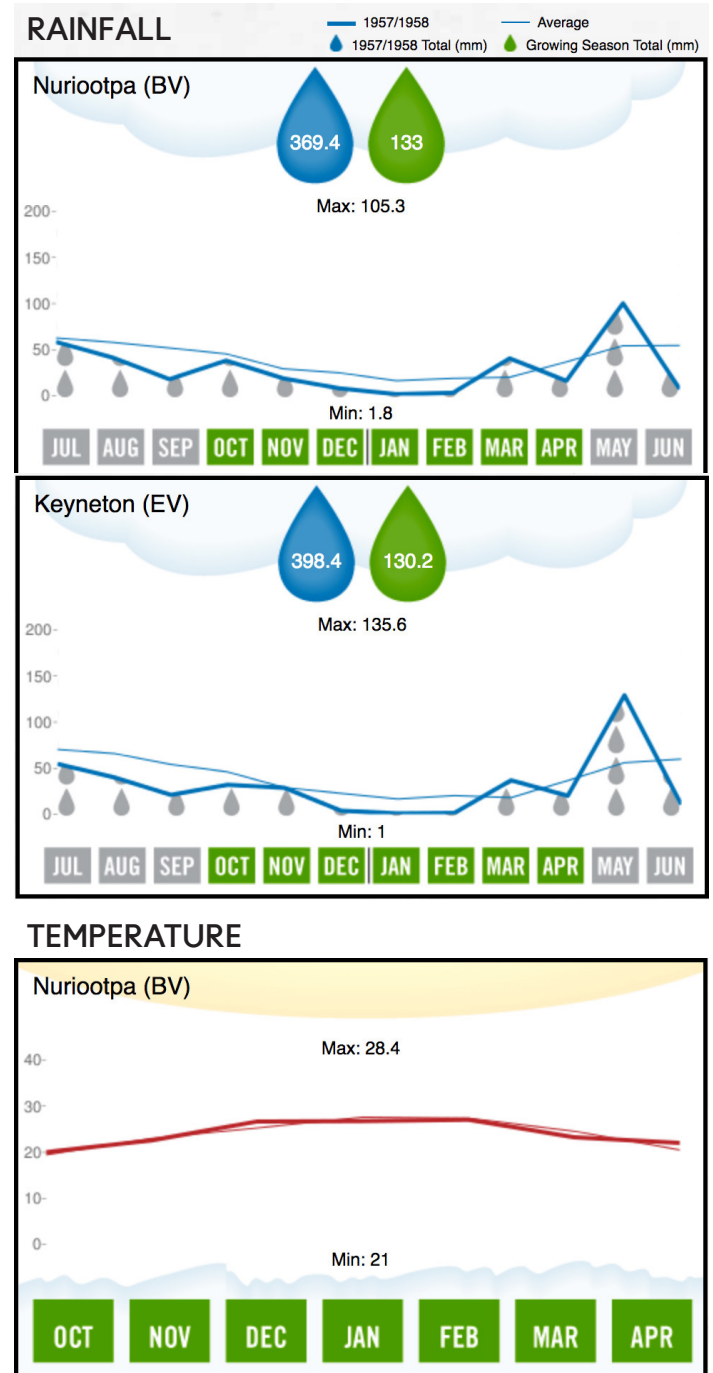 RAINFALL
1957/1958
Average
1957/1958 Total (mm)
Growing Season Total (mm)
Nuriootpa (BV)
369.4
133
Max: 105.3
200-
150-
100-
50-
0-
Min: 1.8
JUL AUG SEP OCT NOV DEC JAN FEB MAR APR MAY JUN
Keyneton (EV)
398.4
130.2
Max: 135.6
200-
150-
100-
50-
0-
Min: 1
JUL AUG SEP OCT NOV DEC JAN FEB MAR APR MAY JUN
TEMPERATURE
Nuriootpa (BV)
Max: 28.4
40-
30-
20-
10-
0-
Min: 21
OCT NOV DEC JAN FEB MAR APR